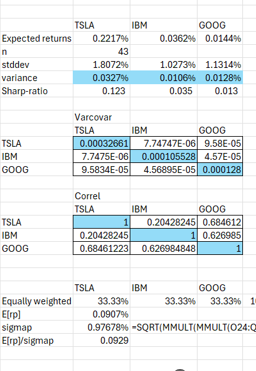 TSLA IBM GOOG
Expected returns 0.2217% 0.0362% 0.0144%
n 43
stddev 1.8072% 1.0273% 1.1314%
variance 0.0327% 0.0106% 0.0128%
Sharp-ratio 0.123 0.035 0.013
Varcovar
TSLA IBM GOOG
TSLA 0.00032661 7.74747E-06 9.58E-05
IBM 7.7475E-06 0.000105528 4.57E-05
GOOG 9.5834E-05 4.56895E-05 0.000128
Correl
TSLA IBM GOOG
TSLA 1 0.20428245 0.684612
IBM 0.20428245 1 0.626985
GOOG 0.68461223 0.626984848 1
TSLA IBM GOOG
Equally weighted 33.33% 33.33% 33.33% 10
E[rp] 0.0907%
sigmap 0.97678% =SQRT(MMULT(MMULT(O24:Q
E[rp]/sigmap 0.0929